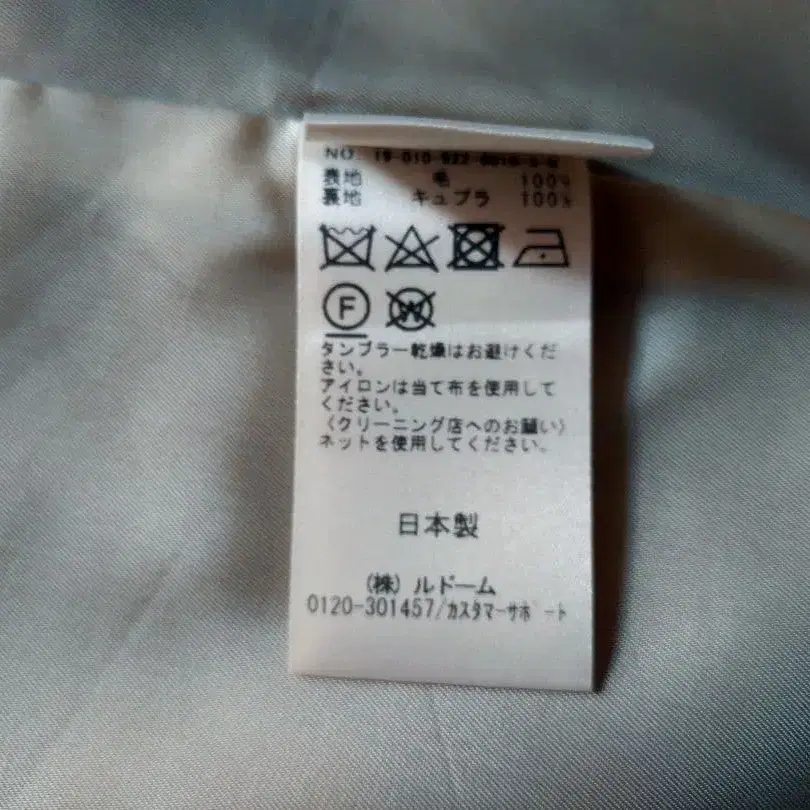 NO.
表地 毛 100%
裏地 キュプラ 100%
F
W
タンブラー乾燥はお避けくだ
さい。
アイロンは当て布を使用して
ください。
〈クリーニング店へのお願い〉
ネットを使用してください。
日本製
(株)ルドーム
0120-301457/カスタマーサポート